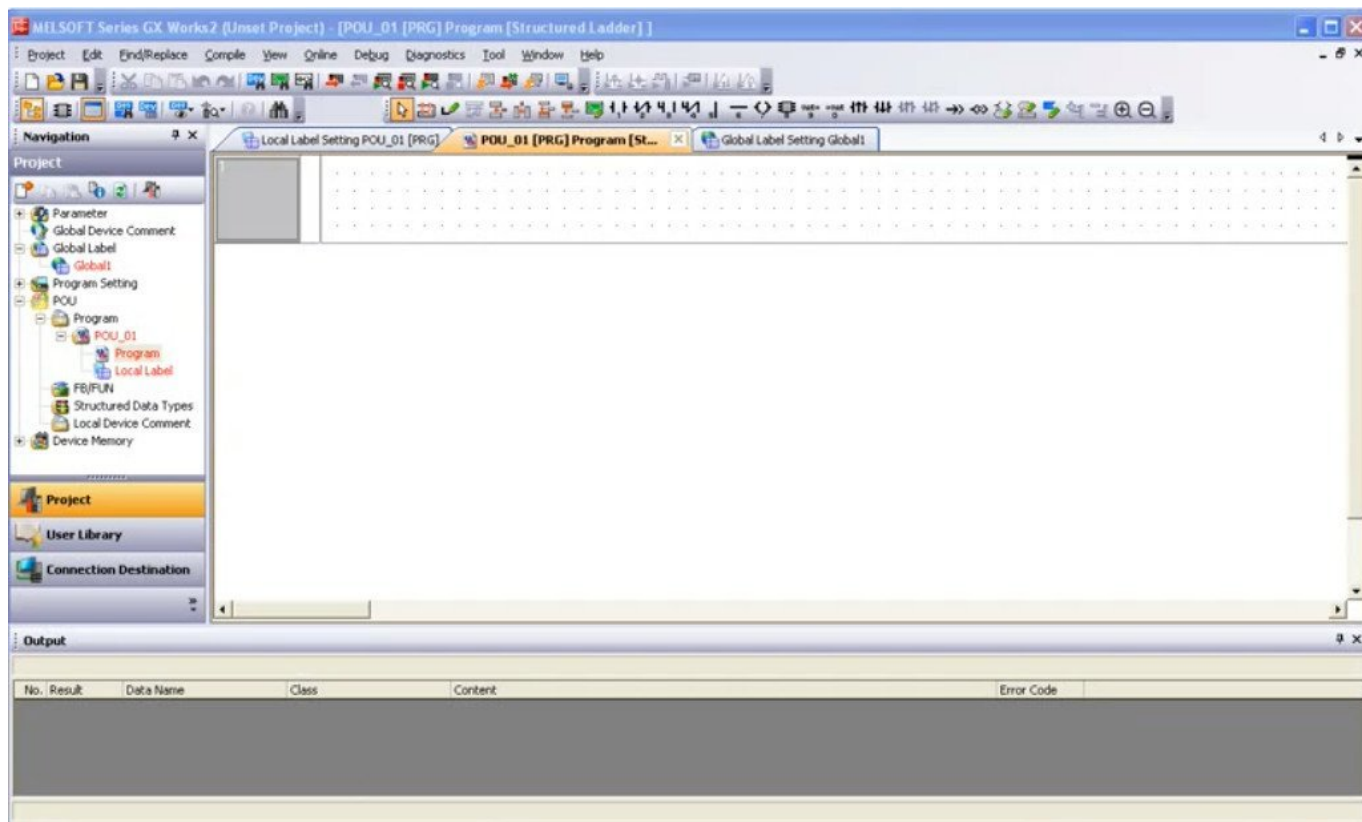 MELSOFT Series GX Works2 (Unset Project) - [POU_01 [PRG] Program [Structured Ladder] ]
Project Edit Find/Replace Compile View Online Debug Diagnostics Tool Window Help
Navigation
Local Label Setting POU_01 [PRG]
POU_01 [PRG] Program [St...
Global Label Setting Global1
Project
1
Parameter
Global Device Comment
Global Label
Global1
Program Setting
POU
Program
POU_01
Program
Local Label
FB/FUN
Structured Data Types
Local Device Comment
Device Memory
Project
User Library
Connection Destination
Output
No. Result Data Name Class Content Error Code